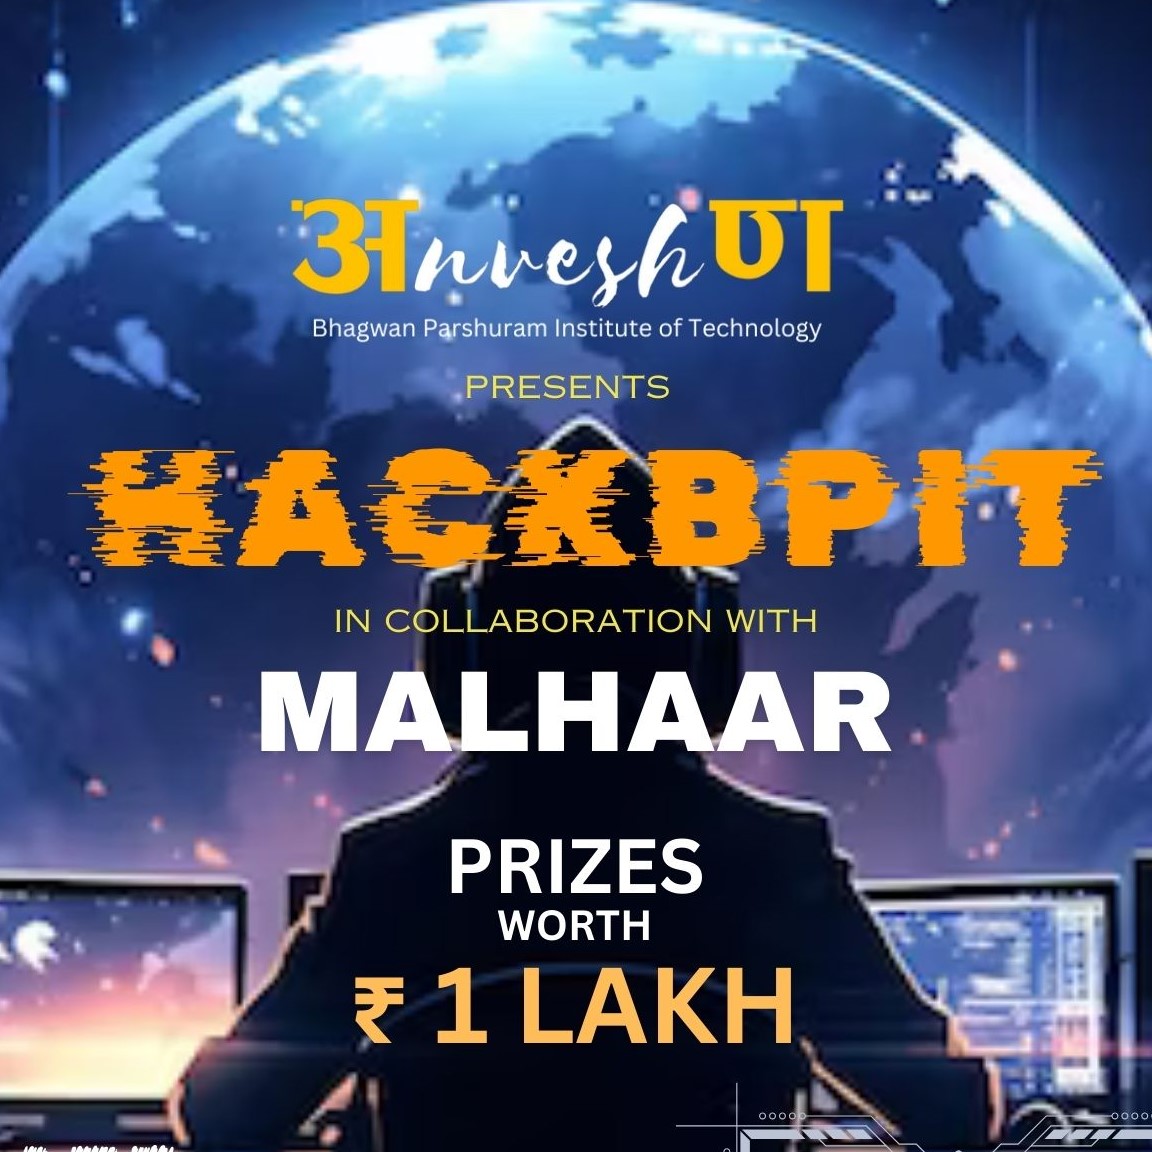 अnveshण
Bhagwan Parshuram Institute of Technology
PRESENTS
HACKBPIT
IN COLLABORATION WITH
MALHAAR
PRIZES
WORTH
₹ 1 LAKH